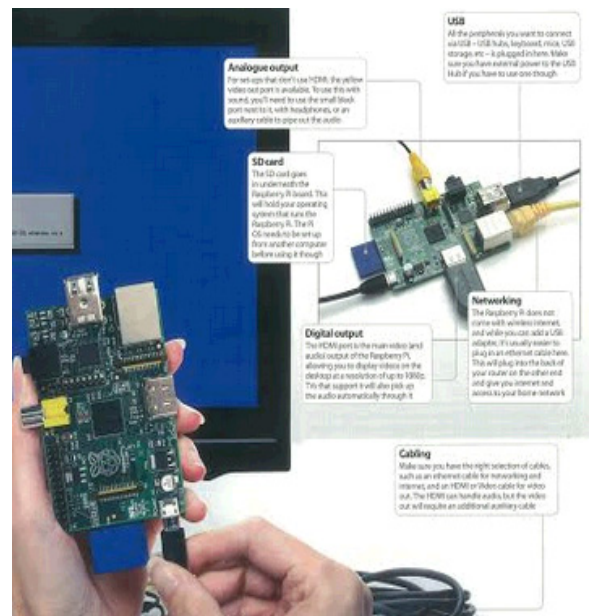 USB
All the peripherals you want to connect
via USB – USB hubs, keyboard, mice, USB
storage, etc – is plugged in here. Make
sure you have external power to the USB
Hub if you have to use one though
Analogue output
For set-ups that don't use HDMI, the yellow
video out port is available. To use this with
sound, you'll need to use the small black
port next to it, with headphones, or an
auxiliary cable to pipe out the audio
SD card
The SD card goes
in underneath the
Raspberry Pi board. This
will hold your operating
system that runs the
Raspberry Pi. The Pi
OS needs to be set up
from another computer
before using it though
Networking
The Raspberry Pi does not
come with wireless internet,
and while you can add a USB
adapter, it's usually easier to
plug in an ethernet cable here.
This will plug into the back of
your router on the other end
and give you internet and
access to your home network
Digital output
The HDMI port is the main video (and
audio) output of the Raspberry Pi,
allowing you to display videos on the
desktop at a resolution of up to 1080p.
TVs that support it will also pick up
the audio automatically through it
Cabling
Make sure you have the right selection of cables,
such as an ethernet cable for networking and
internet, and an HDMI or Video cable for video
out. The HDMI can handle audio, but the video
out will require an additional auxiliary cable